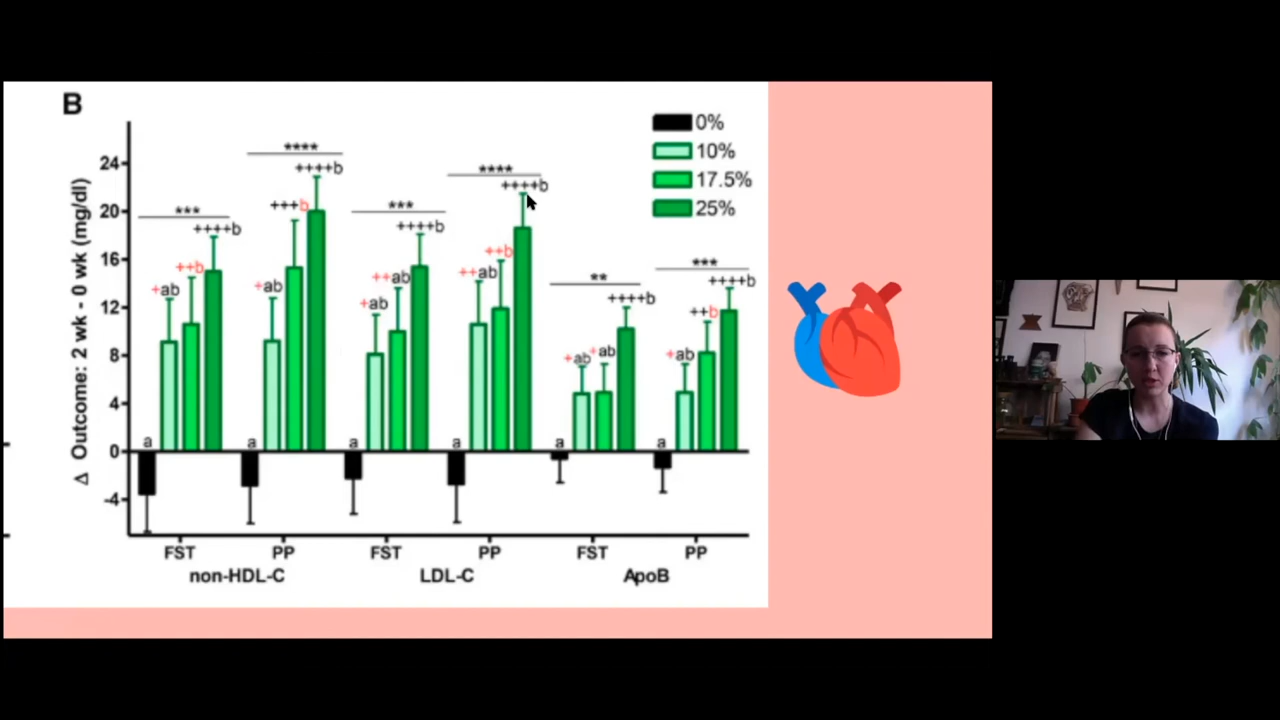 B
0%
10%
17.5%
25%
Δ Outcome: 2 wk - 0 wk (mg/dl)
24
20
16
12
8
4
0
-4
*** **** *** **** ** ***
a +ab ++b ++++b
a +ab +++b ++++b
a +ab ++ab ++++b
a ++ab ++b ++++b
a +ab +ab ++++b
a +ab ++b ++++b
FST PP FST PP FST PP
non-HDL-C LDL-C ApoB